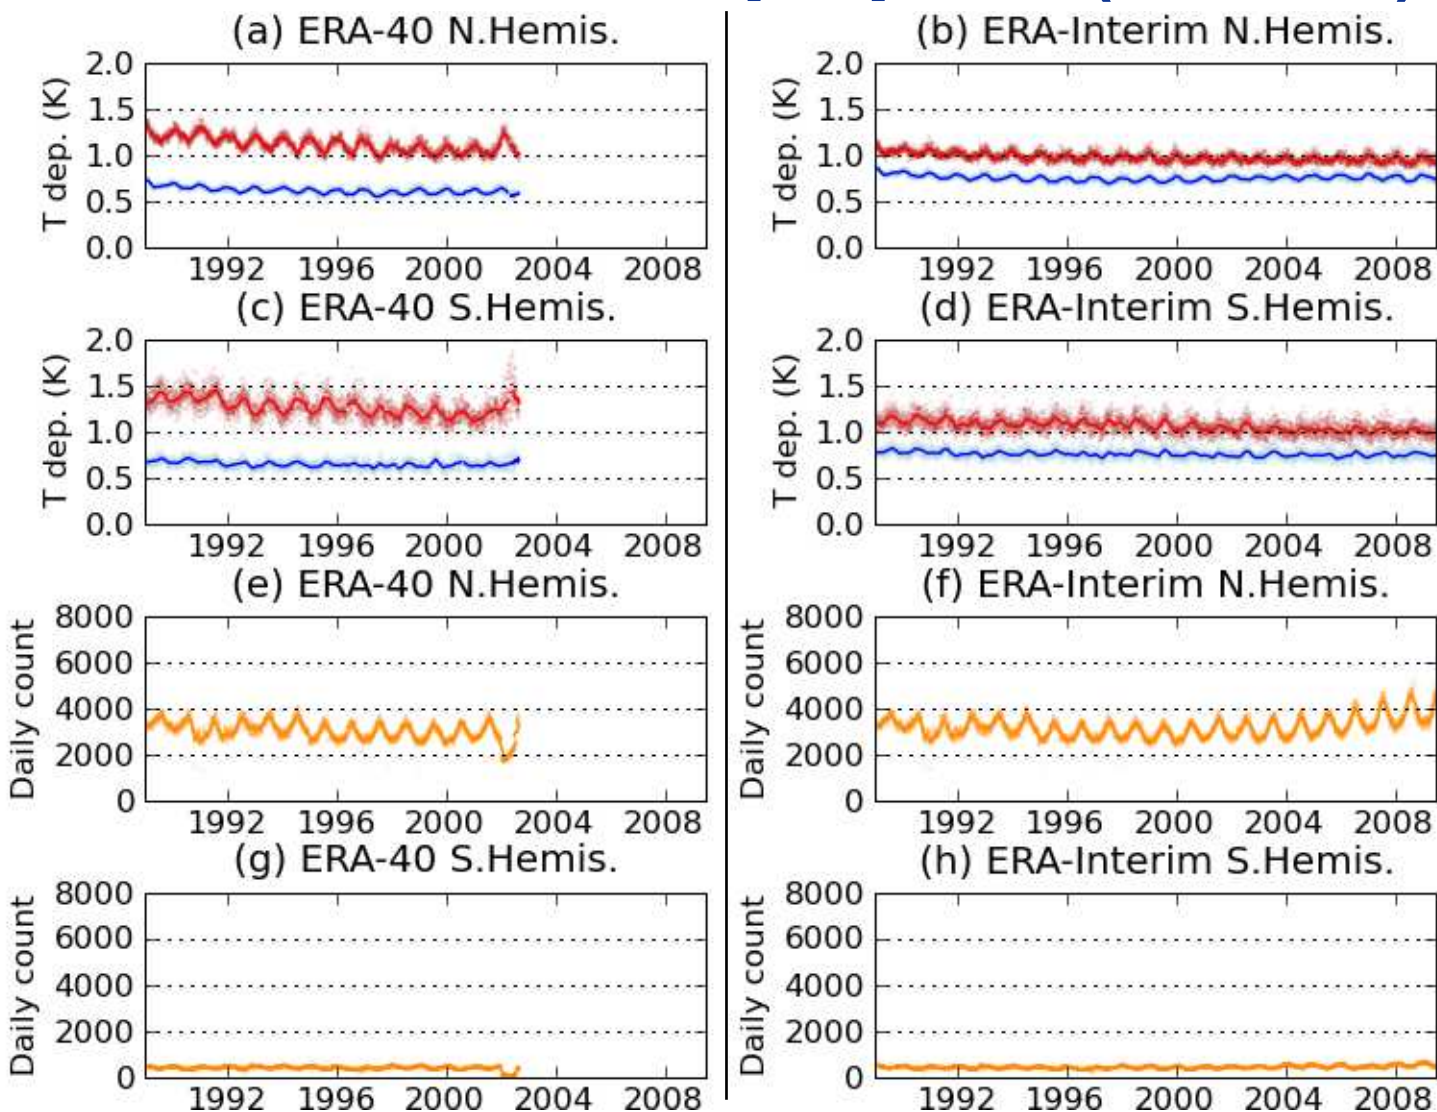 (a) ERA-40 N.Hemis.
(b) ERA-Interim N.Hemis.
T dep. (K)
2.0
1.5
1.0
0.5
0.0
1992 1996 2000 2004 2008
T dep. (K)
2.0
1.5
1.0
0.5
0.0
1992 1996 2000 2004 2008
(c) ERA-40 S.Hemis.
(d) ERA-Interim S.Hemis.
T dep. (K)
2.0
1.5
1.0
0.5
0.0
1992 1996 2000 2004 2008
T dep. (K)
2.0
1.5
1.0
0.5
0.0
1992 1996 2000 2004 2008
(e) ERA-40 N.Hemis.
(f) ERA-Interim N.Hemis.
Daily count
8000
6000
4000
2000
0
1992 1996 2000 2004 2008
Daily count
8000
6000
4000
2000
0
1992 1996 2000 2004 2008
(g) ERA-40 S.Hemis.
(h) ERA-Interim S.Hemis.
Daily count
8000
6000
4000
2000
0
1992 1996 2000 2004 2008
Daily count
8000
6000
4000
2000
0
1992 1996 2000 2004 2008